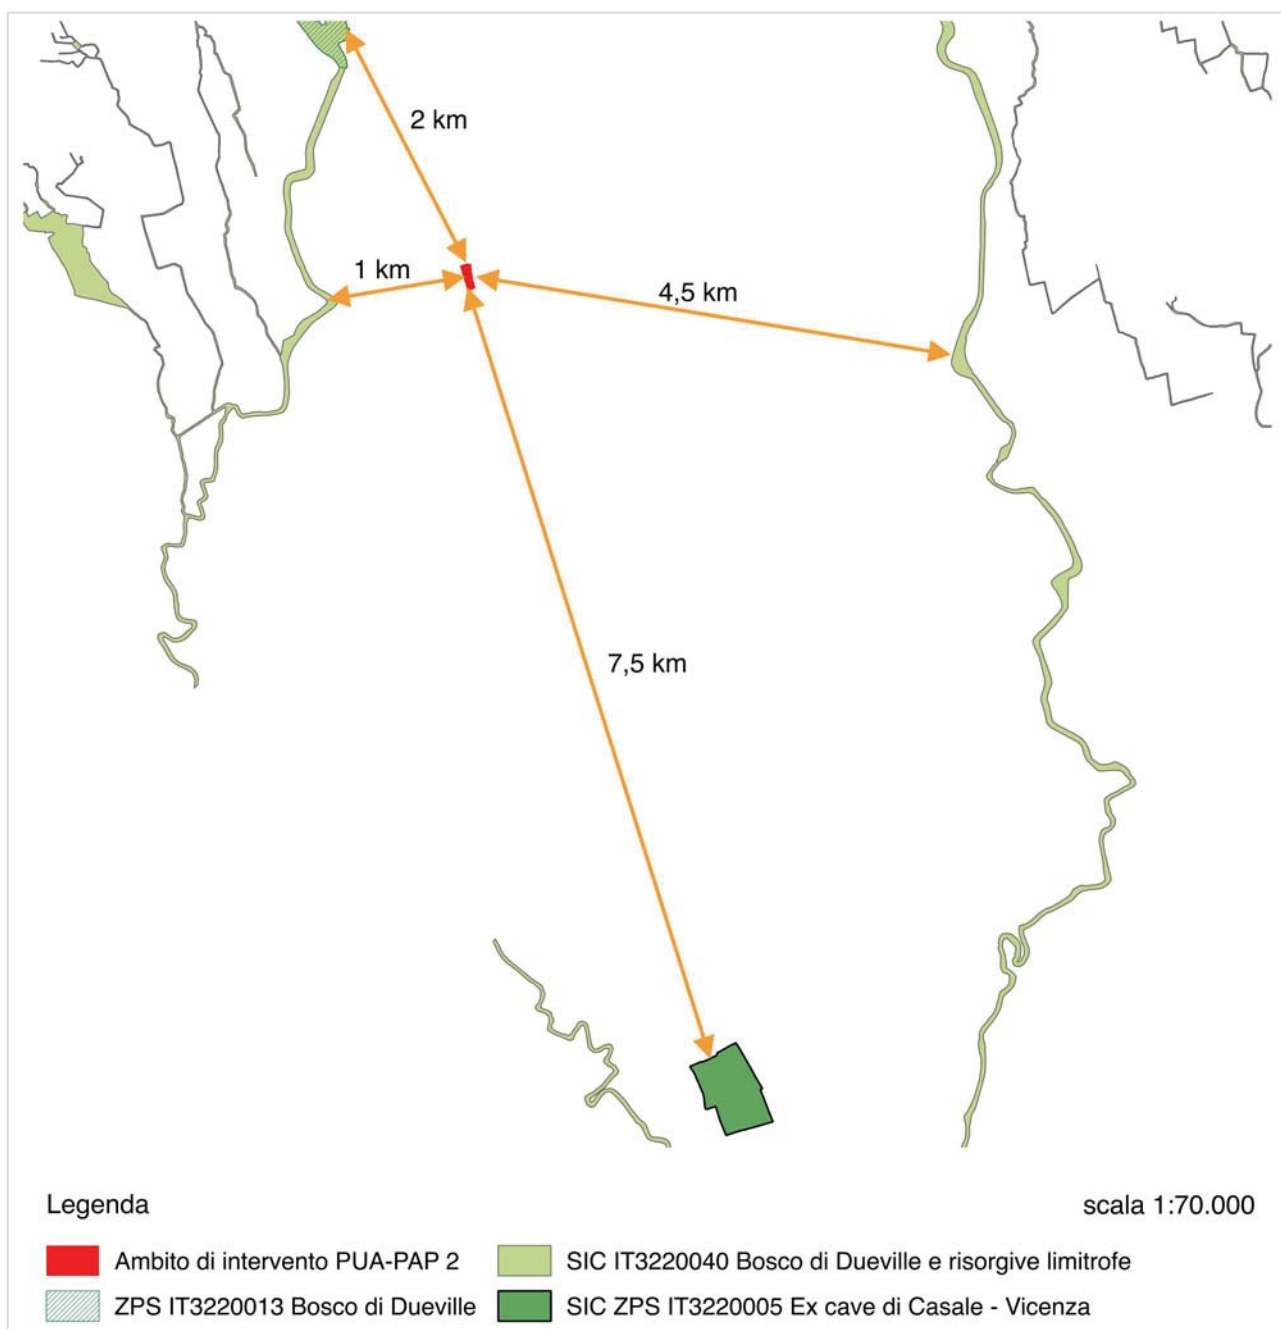 2 km
1 km
4,5 km
7,5 km
Legenda
scala 1:70.000
Ambito di intervento PUA-PAP 2
SIC IT3220040 Bosco di Dueville e risorgive limitrofe
ZPS IT3220013 Bosco di Dueville
SIC ZPS IT3220005 Ex cave di Casale - Vicenza